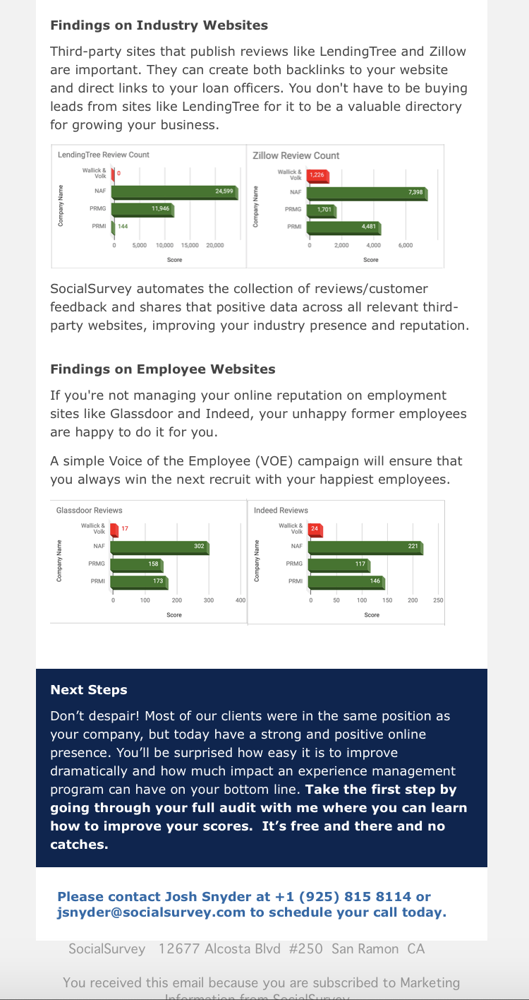 Findings on Industry Websites
Third-party sites that publish reviews like LendingTree and Zillow
are important. They can create both backlinks to your website
and direct links to your loan officers. You don't have to be buying
leads from sites like LendingTree for it to be a valuable directory
for growing your business.
LendingTree Review Count
Company Name
Wallick &
Volk
0
NAF
24,599
PRMG
11,946
PRMI
144
0 5,000 10,000 15,000 20,000
Score
Zillow Review Count
Company Name
Wallick &
Volk
1,226
NAF
7,398
PRMG
1,701
PRMI
4,481
0 2,000 4,000 6,000
Score
SocialSurvey automates the collection of reviews/customer
feedback and shares that positive data across all relevant third-
party websites, improving your industry presence and reputation.
Findings on Employee Websites
If you're not managing your online reputation on employment
sites like Glassdoor and Indeed, your unhappy former employees
are happy to do it for you.
A simple Voice of the Employee (VOE) campaign will ensure that
you always win the next recruit with your happiest employees.
Glassdoor Reviews
Company Name
Wallick &
Volk
17
NAF
302
PRMG
158
PRMI
173
0 100 200 300 400
Score
Indeed Reviews
Company Name
Wallick &
Volk
24
NAF
221
PRMG
117
PRMI
146
0 50 100 150 200 250
Score
Next Steps
Don’t despair! Most of our clients were in the same position as
your company, but today have a strong and positive online
presence. You’ll be surprised how easy it is to improve
dramatically and how much impact an experience management
program can have on your bottom line. Take the first step by
going through your full audit with me where you can learn
how to improve your scores. It’s free and there and no
catches.
Please contact Josh Snyder at +1 (925) 815 8114 or
jsnyder@socialsurvey.com to schedule your call today.
SocialSurvey 12677 Alcosta Blvd #250 San Ramon CA
You received this email because you are subscribed to Marketing
Information from SocialSurvey